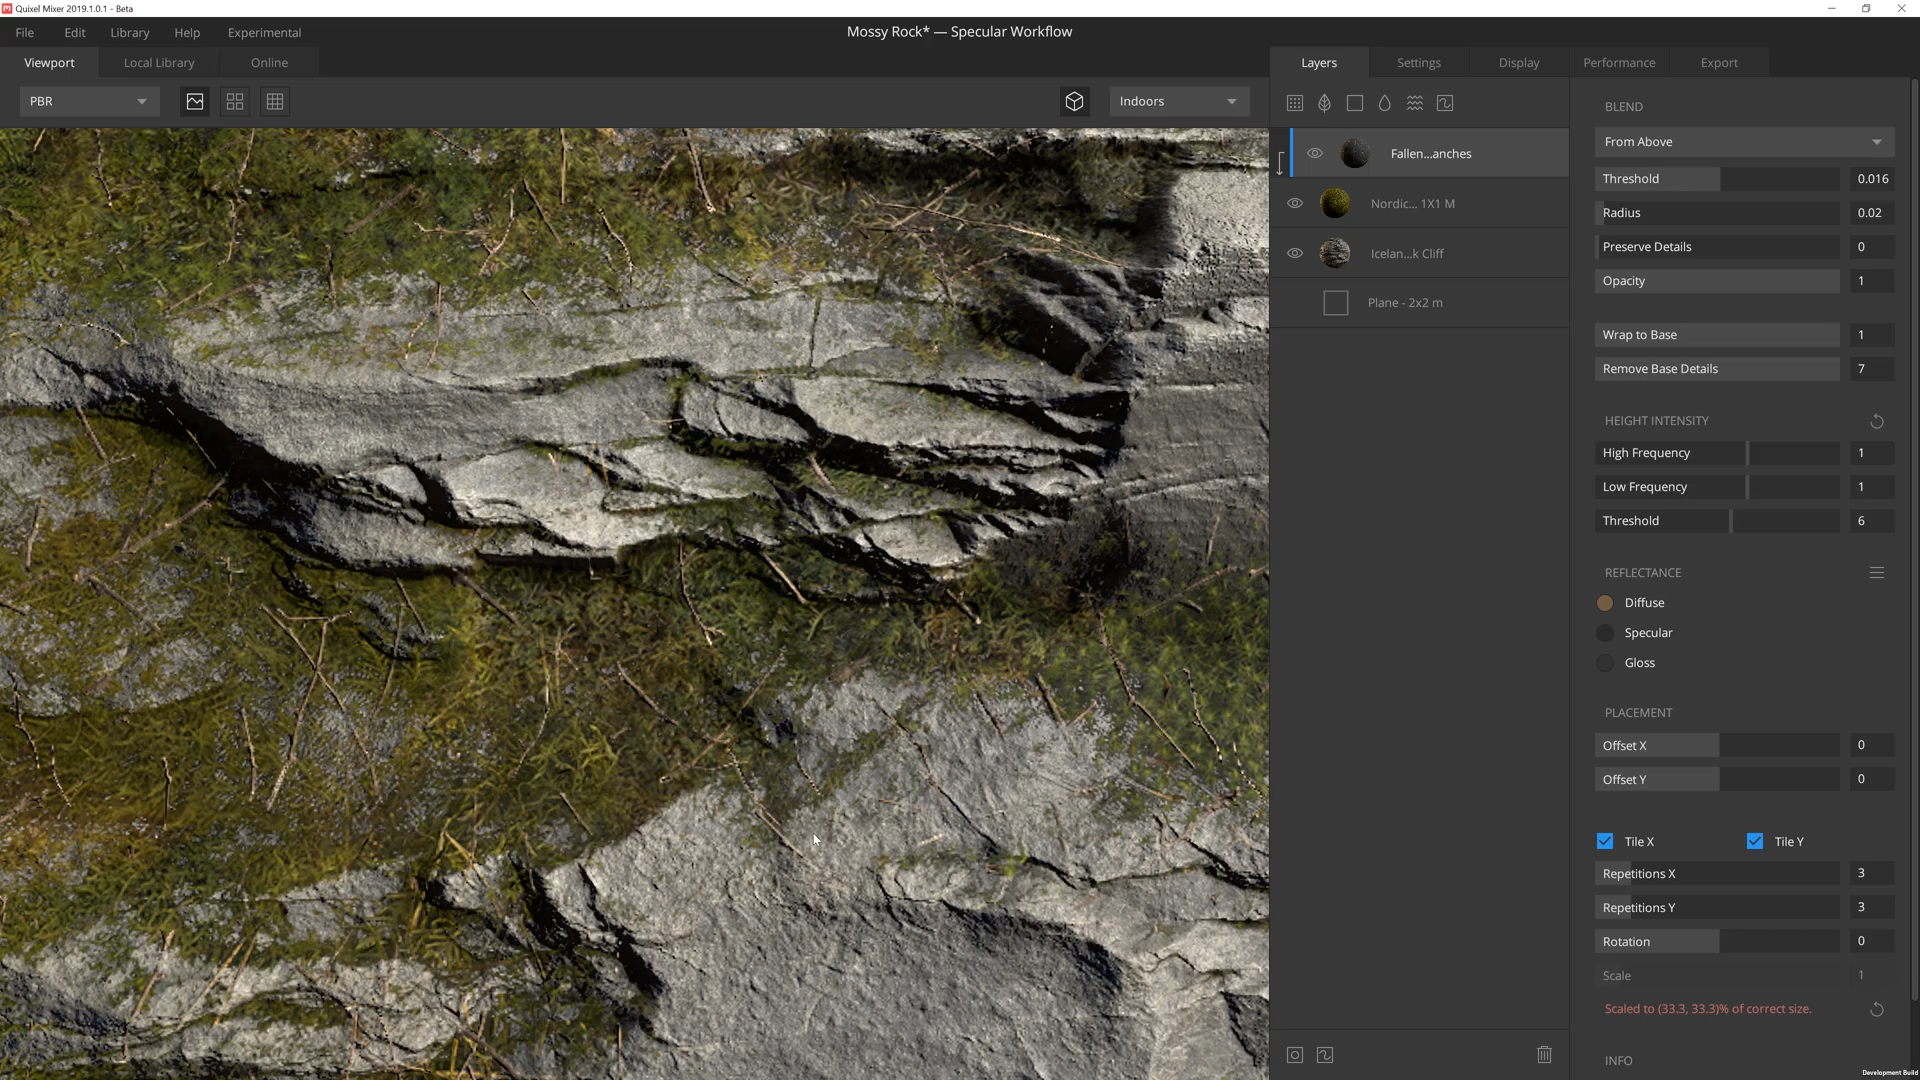 Quixel Mixer 2019.1.0.1 - Beta
File Edit Library Help Experimental
Mossy Rock* — Specular Workflow
Viewport Local Library Online
Layers Settings Display Performance Export
PBR
Indoors
Fallen...anches
Nordic... 1X1 M
Icelan...k Cliff
Plane - 2x2 m
BLEND
From Above
Threshold 0.016
Radius 0.02
Preserve Details 0
Opacity 1
Wrap to Base 1
Remove Base Details 7
HEIGHT INTENSITY
High Frequency 1
Low Frequency 1
Threshold 6
REFLECTANCE
Diffuse
Specular
Gloss
PLACEMENT
Offset X 0
Offset Y 0
Tile X Tile Y
Repetitions X 3
Repetitions Y 3
Rotation 0
Scale 1
Scaled to (33.3, 33.3)% of correct size.
INFO
Development Build